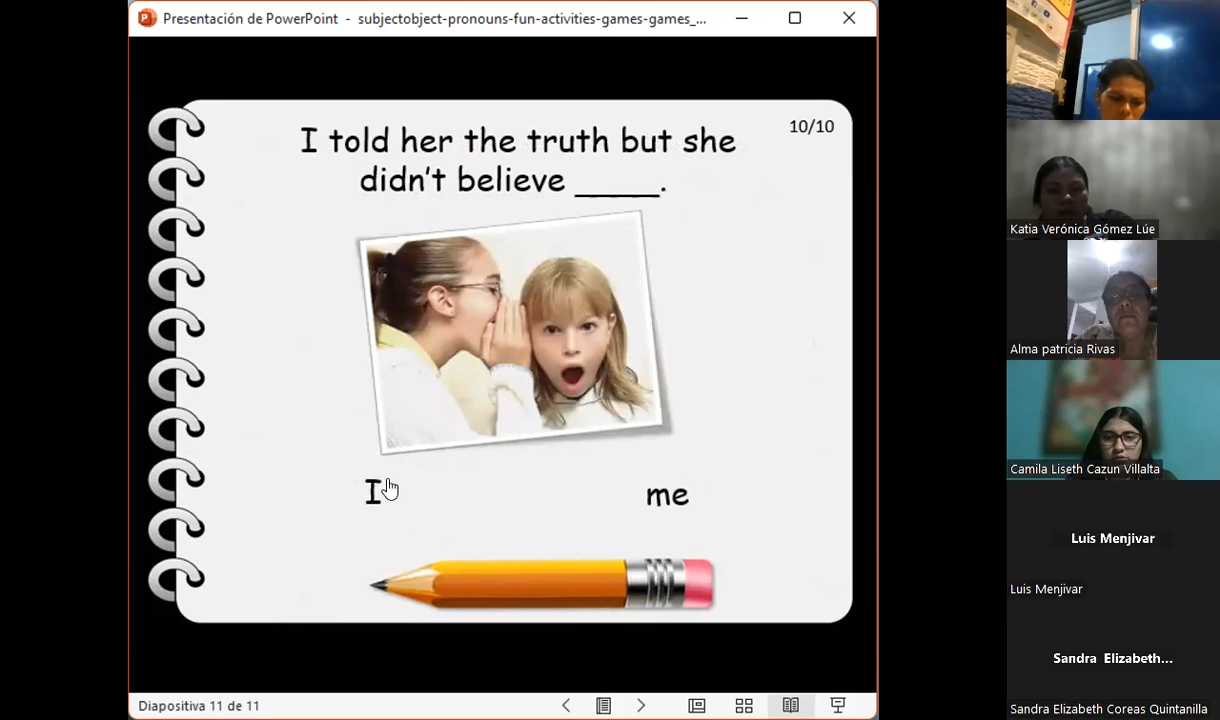 Presentación de PowerPoint - subjectobject-pronouns-fun-activities-games-games_...
10/10
I told her the truth but she
didn't believe _____.
I
me
Diapositiva 11 de 11
Katia Verónica Gómez Lúe
Alma patricia Rivas
Camila Liseth Cazun Villalta
Luis Menjivar
Luis Menjivar
Sandra Elizabeth...
Sandra Elizabeth Coreas Quintanilla